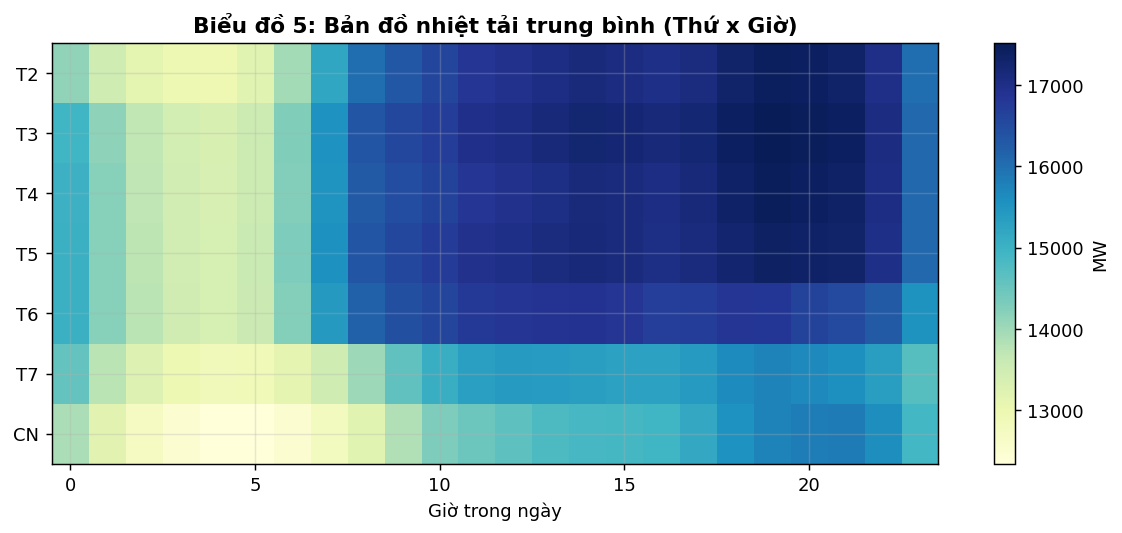 Biểu đồ 5: Bản đồ nhiệt tải trung bình (Thứ x Giờ)
T2
T3
T4
T5
T6
T7
CN
0 5 10 15 20
Giờ trong ngày
17000
16000
15000
14000
13000
MW